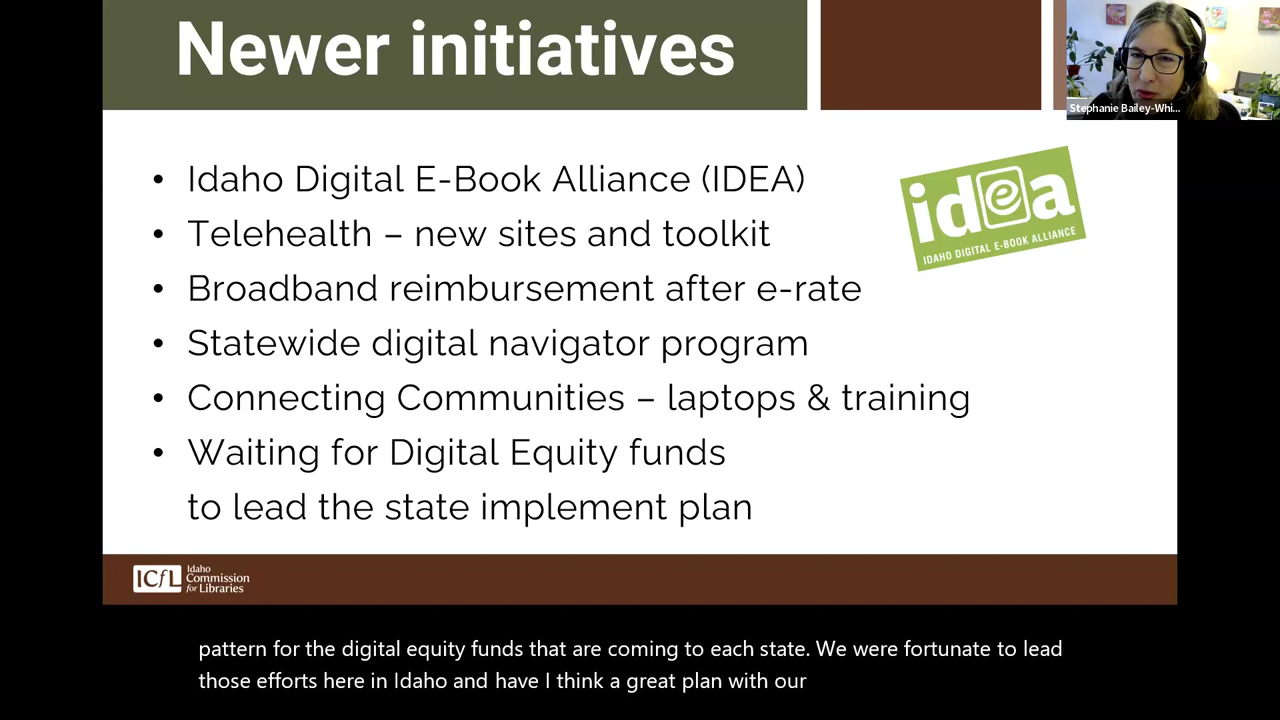 Newer initiatives
Stephanie Bailey-Whi...
• Idaho Digital E-Book Alliance (IDEA)
• Telehealth – new sites and toolkit
• Broadband reimbursement after e-rate
• Statewide digital navigator program
• Connecting Communities – laptops & training
• Waiting for Digital Equity funds
to lead the state implement plan
idea
IDAHO DIGITAL E-BOOK ALLIANCE
ICfL
Idaho
Commission
for Libraries
pattern for the digital equity funds that are coming to each state. We were fortunate to lead
those efforts here in Idaho and have I think a great plan with our